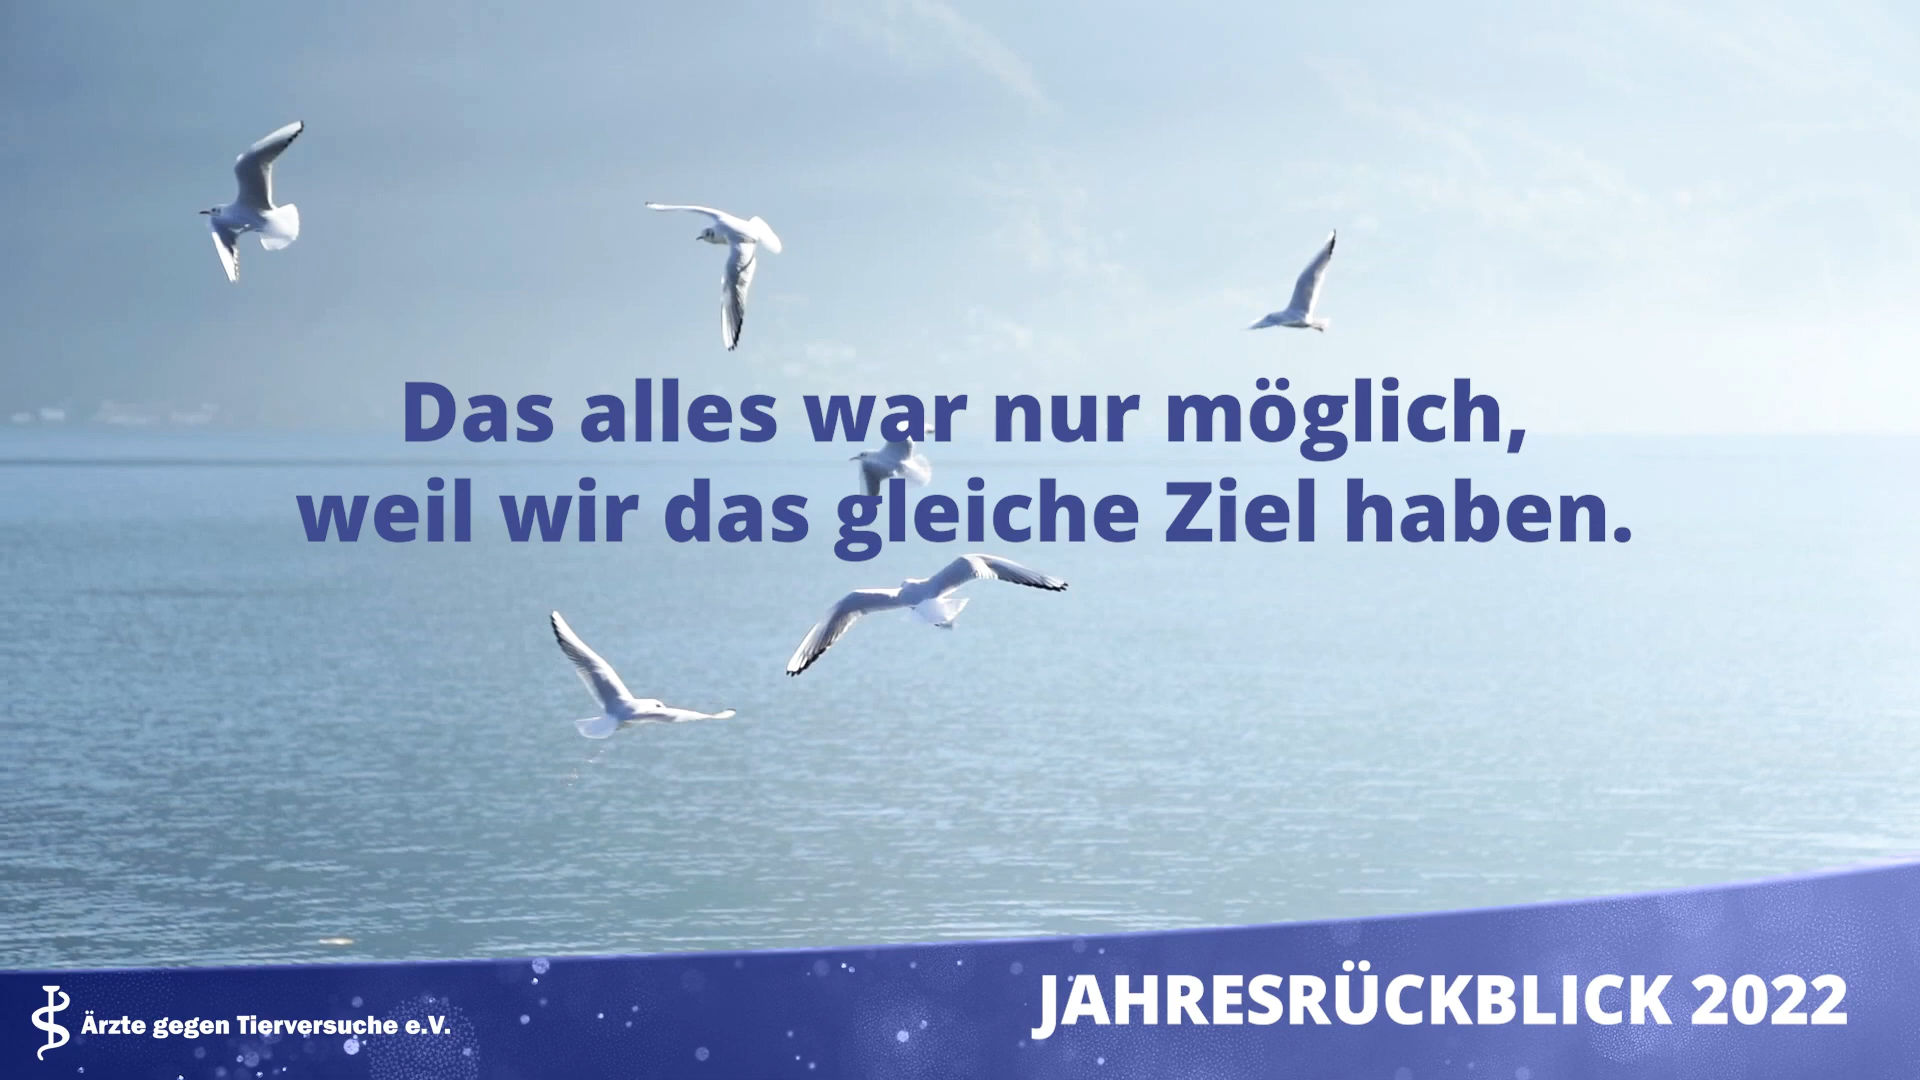 Das alles war nur möglich,
weil wir das gleiche Ziel haben.
JAHRESRÜCKBLICK 2022
Ärzte gegen Tierversuche e.V.